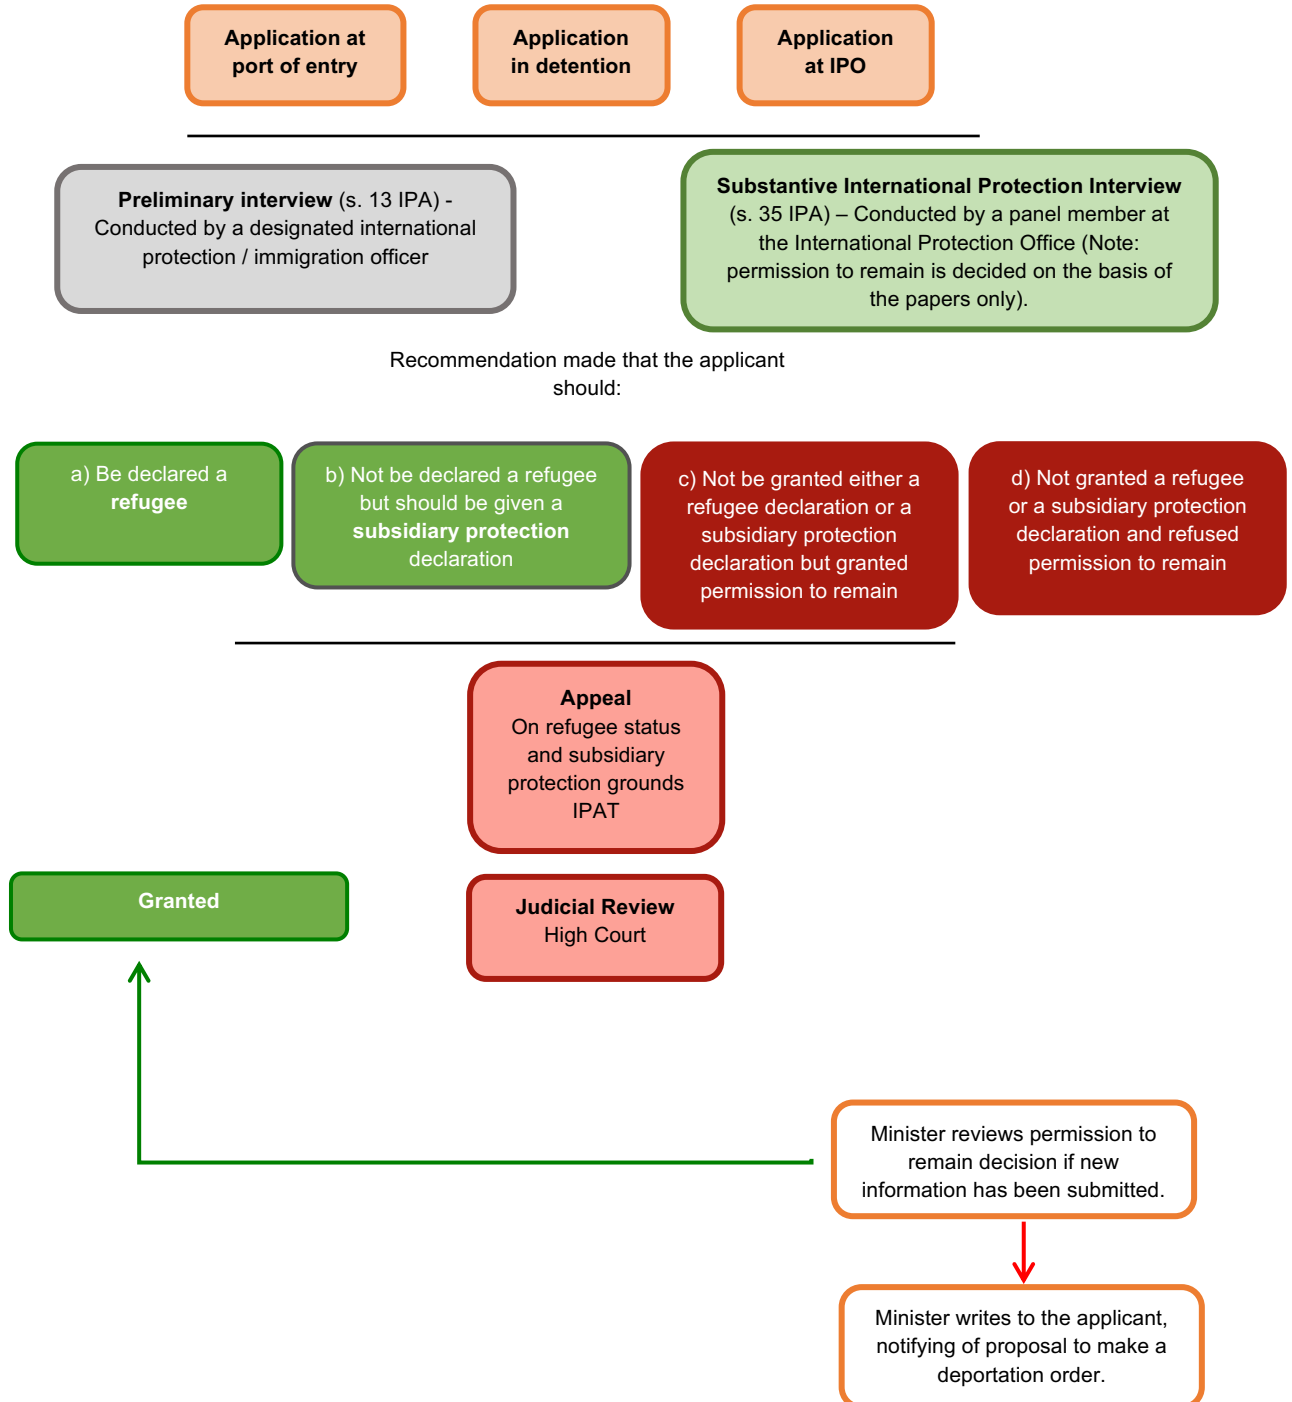 Application at
port of entry
Application
in detention
Application
at IPO
Preliminary interview (s. 13 IPA) -
Conducted by a designated international
protection / immigration officer
Substantive International Protection Interview
(s. 35 IPA) – Conducted by a panel member at
the International Protection Office (Note:
permission to remain is decided on the basis of
the papers only).
Recommendation made that the applicant
should:
a) Be declared a
refugee
b) Not be declared a refugee
but should be given a
subsidiary protection
declaration
c) Not be granted either a
refugee declaration or a
subsidiary protection
declaration but granted
permission to remain
d) Not granted a refugee
or a subsidiary protection
declaration and refused
permission to remain
Appeal
On refugee status
and subsidiary
protection grounds
IPAT
Granted
Judicial Review
High Court
Minister reviews permission to
remain decision if new
information has been submitted.
Minister writes to the applicant,
notifying of proposal to make a
deportation order.